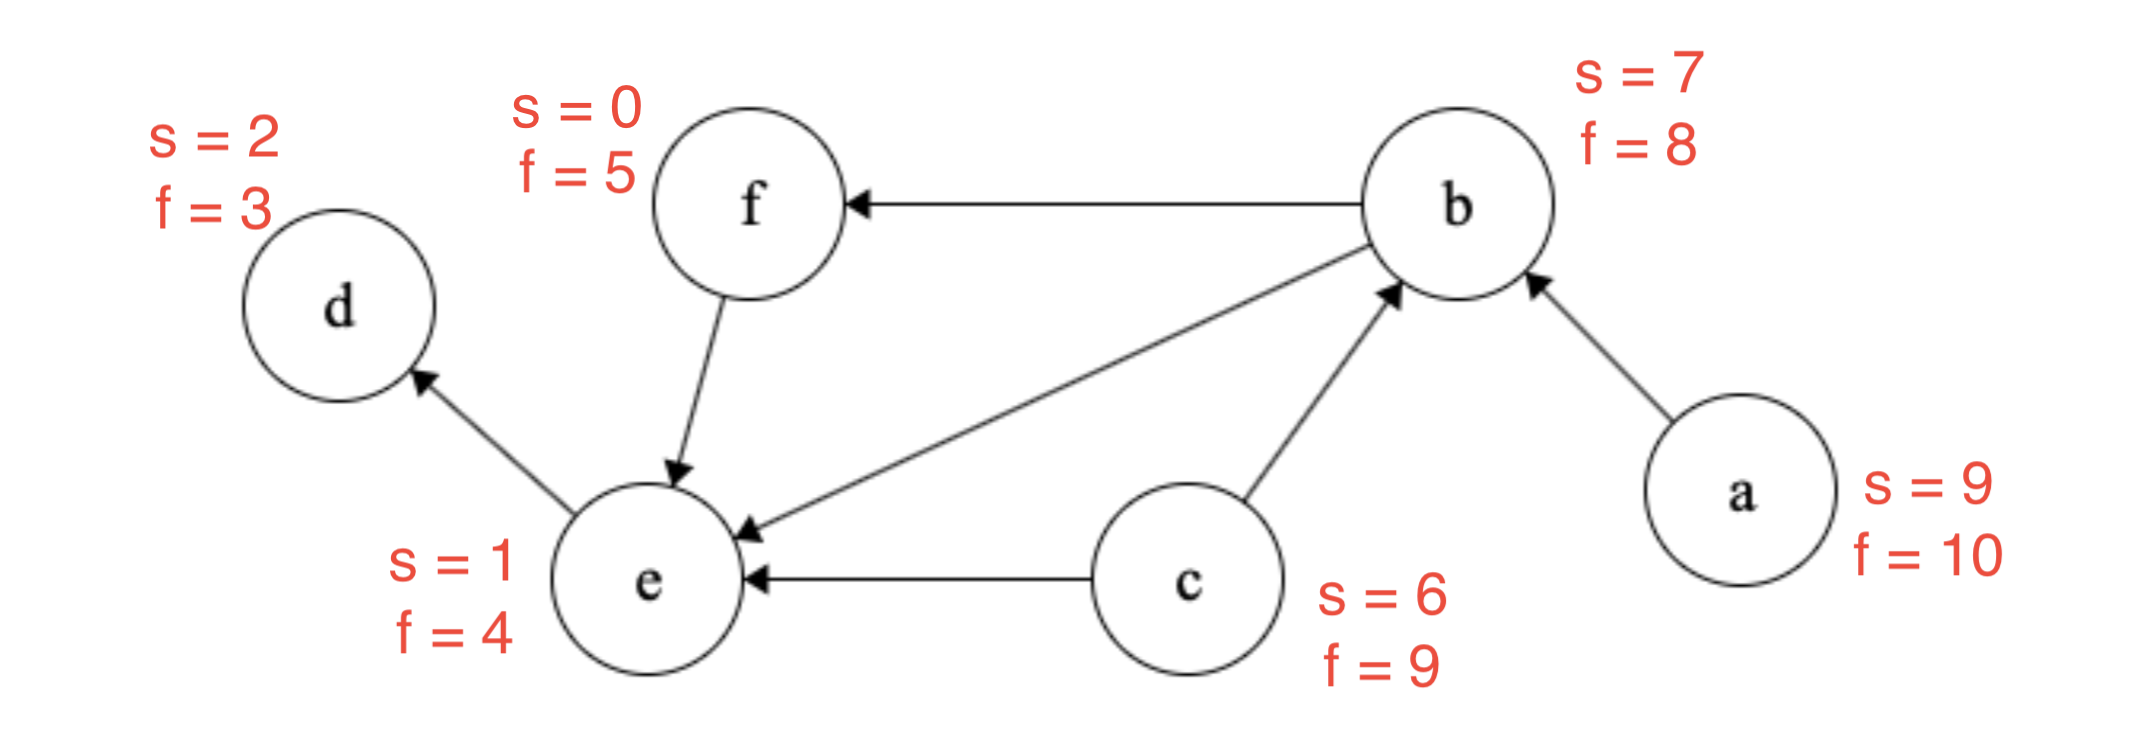 s = 2
f = 3
d
s = 0
f = 5
f
s = 7
f = 8
b
s = 1
f = 4
e
c
s = 6
f = 9
a
s = 9
f = 10